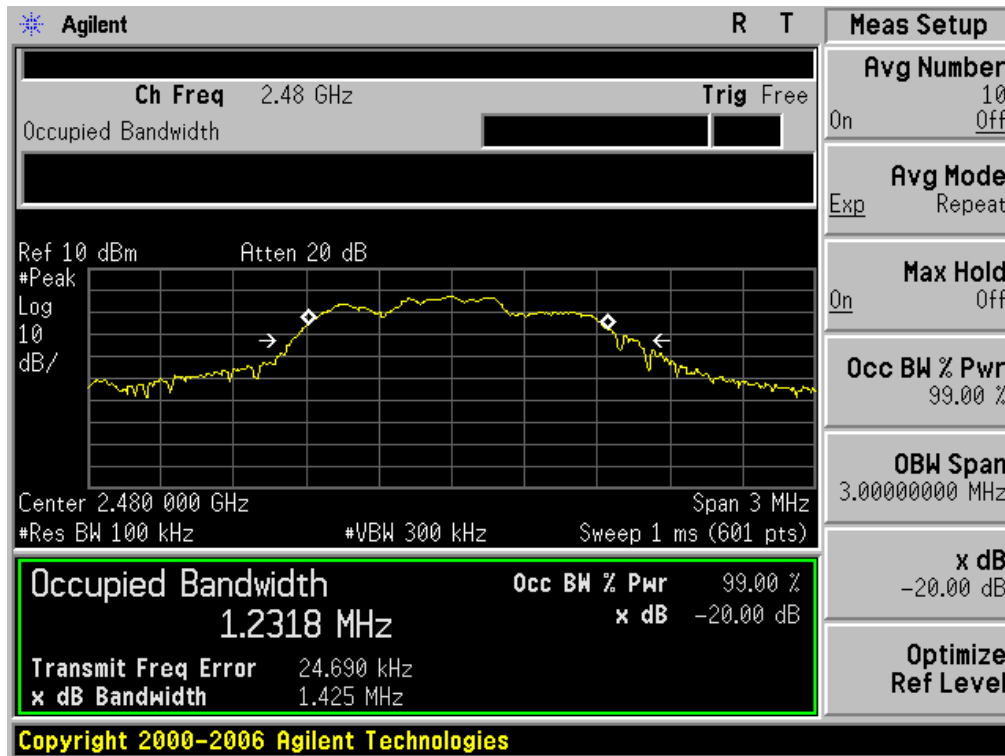 Agilent R T
Meas Setup
Ch Freq 2.48 GHz Trig Free
Occupied Bandwidth
Ref 10 dBm Atten 20 dB
#Peak
Log
10
dB/
Center 2.480 000 GHz Span 3 MHz
#Res BW 100 kHz #VBW 300 kHz Sweep 1 ms (601 pts)
Occupied Bandwidth
1.2318 MHz
Occ BW % Pwr 99.00 %
x dB -20.00 dB
Transmit Freq Error 24.690 kHz
x dB Bandwidth 1.425 MHz
Avg Number
10
On Off
Avg Mode
Exp Repeat
Max Hold
On Off
Occ BW % Pwr
99.00 %
OBW Span
3.00000000 MHz
x dB
-20.00 dB
Optimize
Ref Level
Copyright 2000-2006 Agilent Technologies